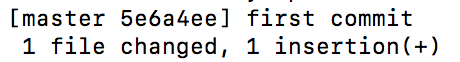 [master 5e6a4ee] first commit
 1 file changed, 1 insertion(+)